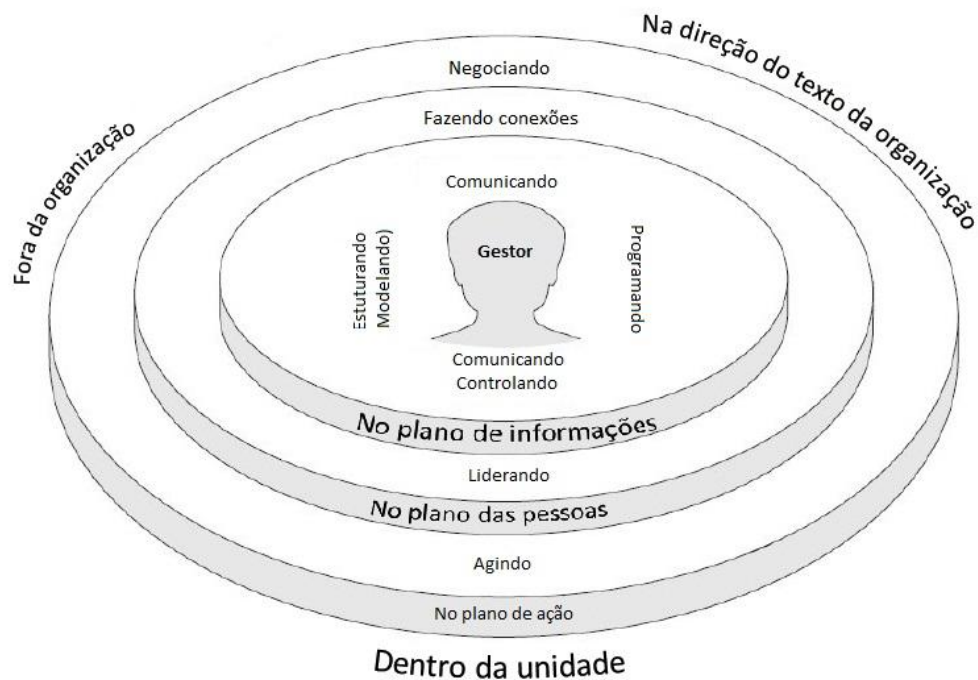 Na direção do texto da organização
Fora da organização
Negociando
Fazendo conexões
Comunicando
Gestor
Estuturando
Modelando)
Programando
Comunicando
Controlando
No plano de informações
Liderando
No plano das pessoas
Agindo
No plano de ação
Dentro da unidade